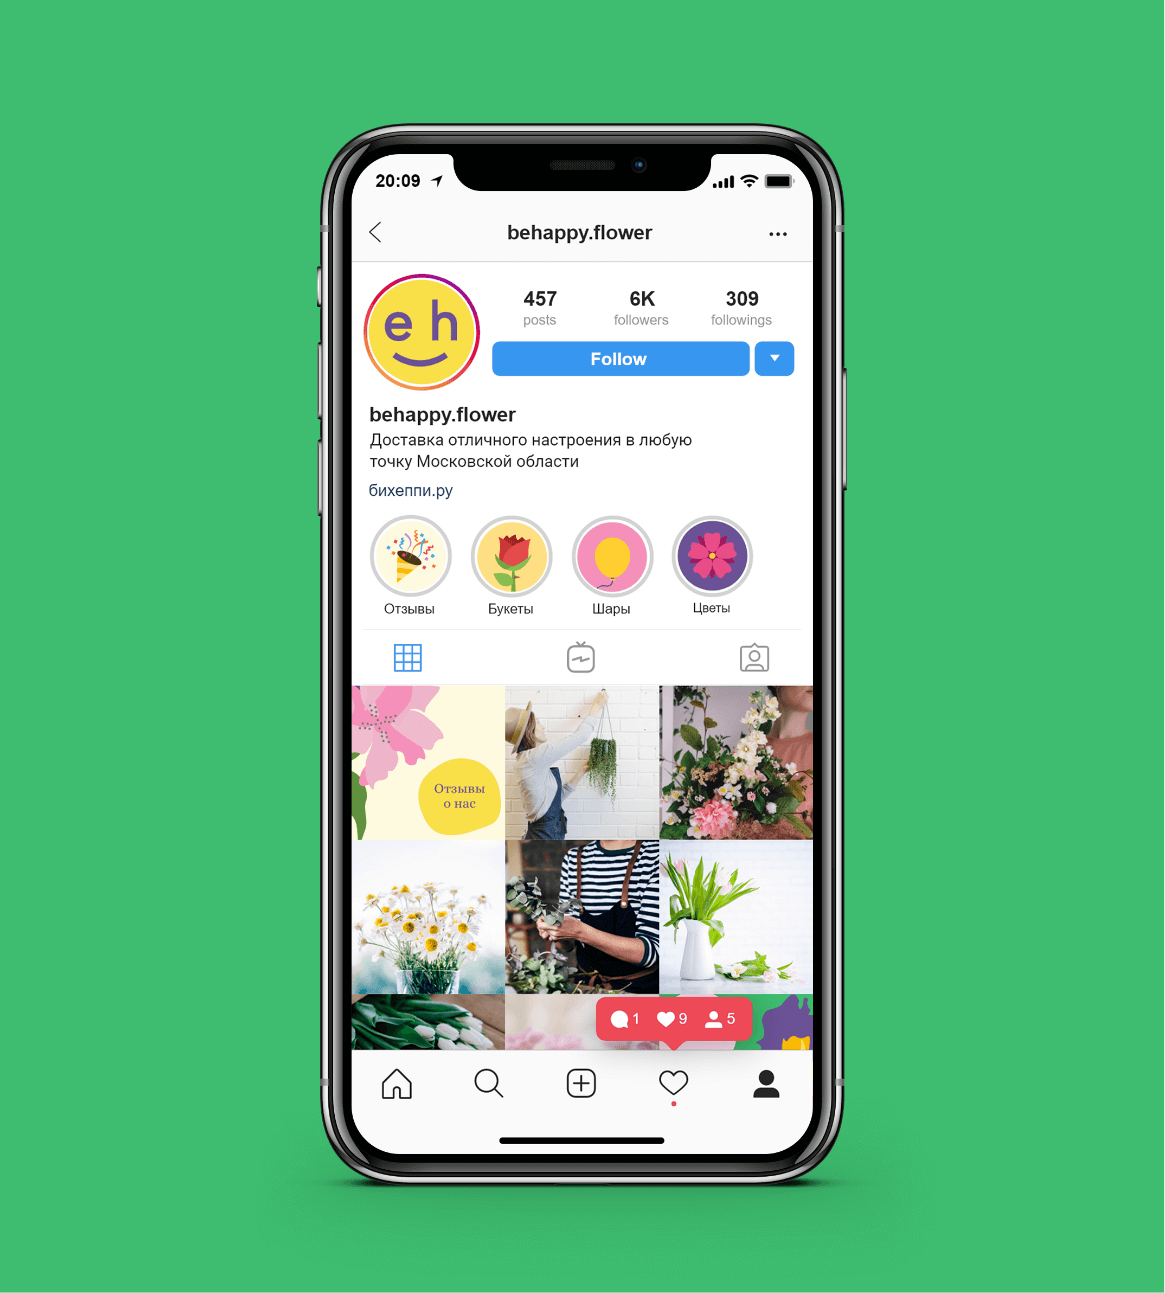 20:09
behappy.flower
e h
457 6K 309
posts followers followings
Follow
behappy.flower
Доставка отличного настроения в любую
точку Московской области
бихеппи.ру
Отзывы Букеты Шары Цветы
Отзывы
о нас
1 9 5